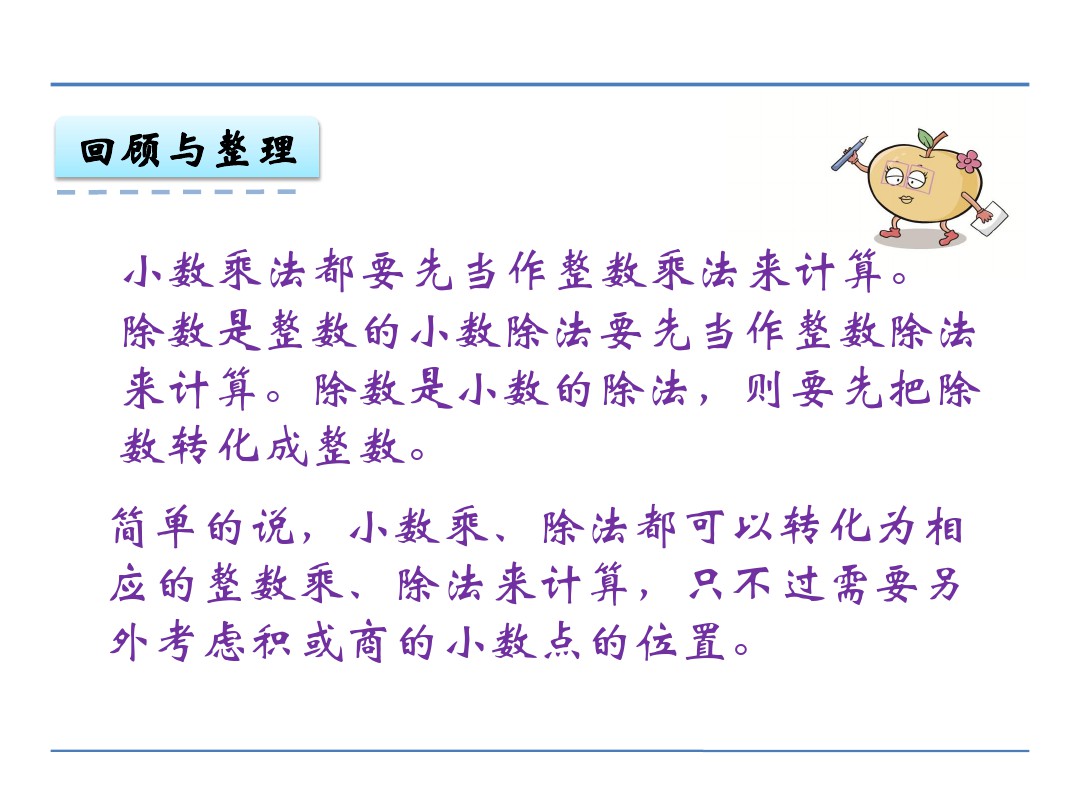 回顾与整理
小数乘法都要先当作整数乘法来计算。
除数是整数的小数除法要先当作整数除法
来计算。除数是小数的除法，则要先把除
数转化成整数。
简单的说，小数乘、除法都可以转化为相
应的整数乘、除法来计算，只不过需要另
外考虑积或商的小数点的位置。